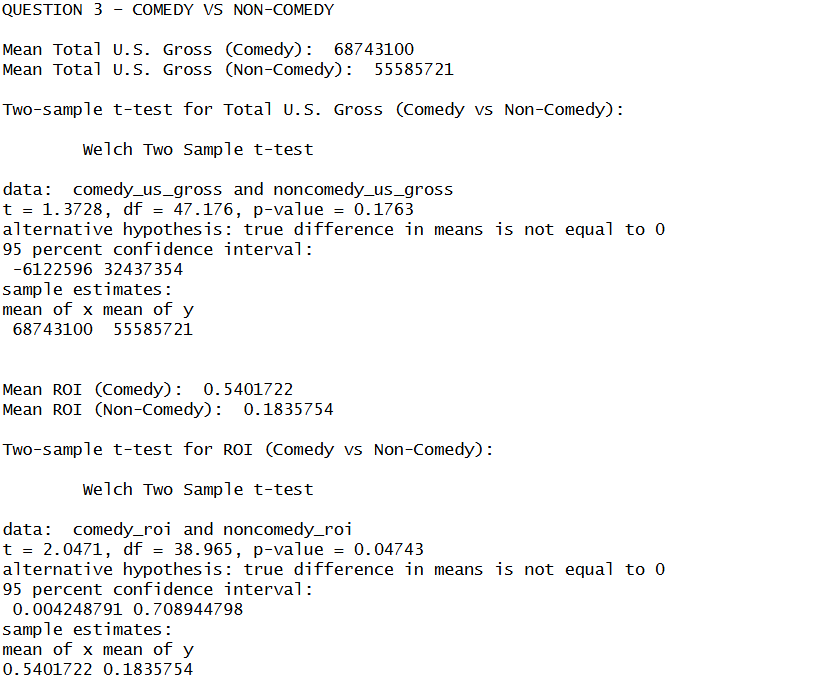 QUESTION 3 - COMEDY VS NON-COMEDY
Mean Total U.S. Gross (Comedy):  68743100
Mean Total U.S. Gross (Non-Comedy):  55585721
Two-sample t-test for Total U.S. Gross (Comedy vs Non-Comedy):
        Welch Two Sample t-test
data:  comedy_us_gross and noncomedy_us_gross
t = 1.3728, df = 47.176, p-value = 0.1763
alternative hypothesis: true difference in means is not equal to 0
95 percent confidence interval:
 -6122596 32437354
sample estimates:
mean of x mean of y
 68743100  55585721
Mean ROI (Comedy):  0.5401722
Mean ROI (Non-Comedy):  0.1835754
Two-sample t-test for ROI (Comedy vs Non-Comedy):
        Welch Two Sample t-test
data:  comedy_roi and noncomedy_roi
t = 2.0471, df = 38.965, p-value = 0.04743
alternative hypothesis: true difference in means is not equal to 0
95 percent confidence interval:
 0.004248791 0.708944798
sample estimates:
mean of x mean of y
0.5401722 0.1835754